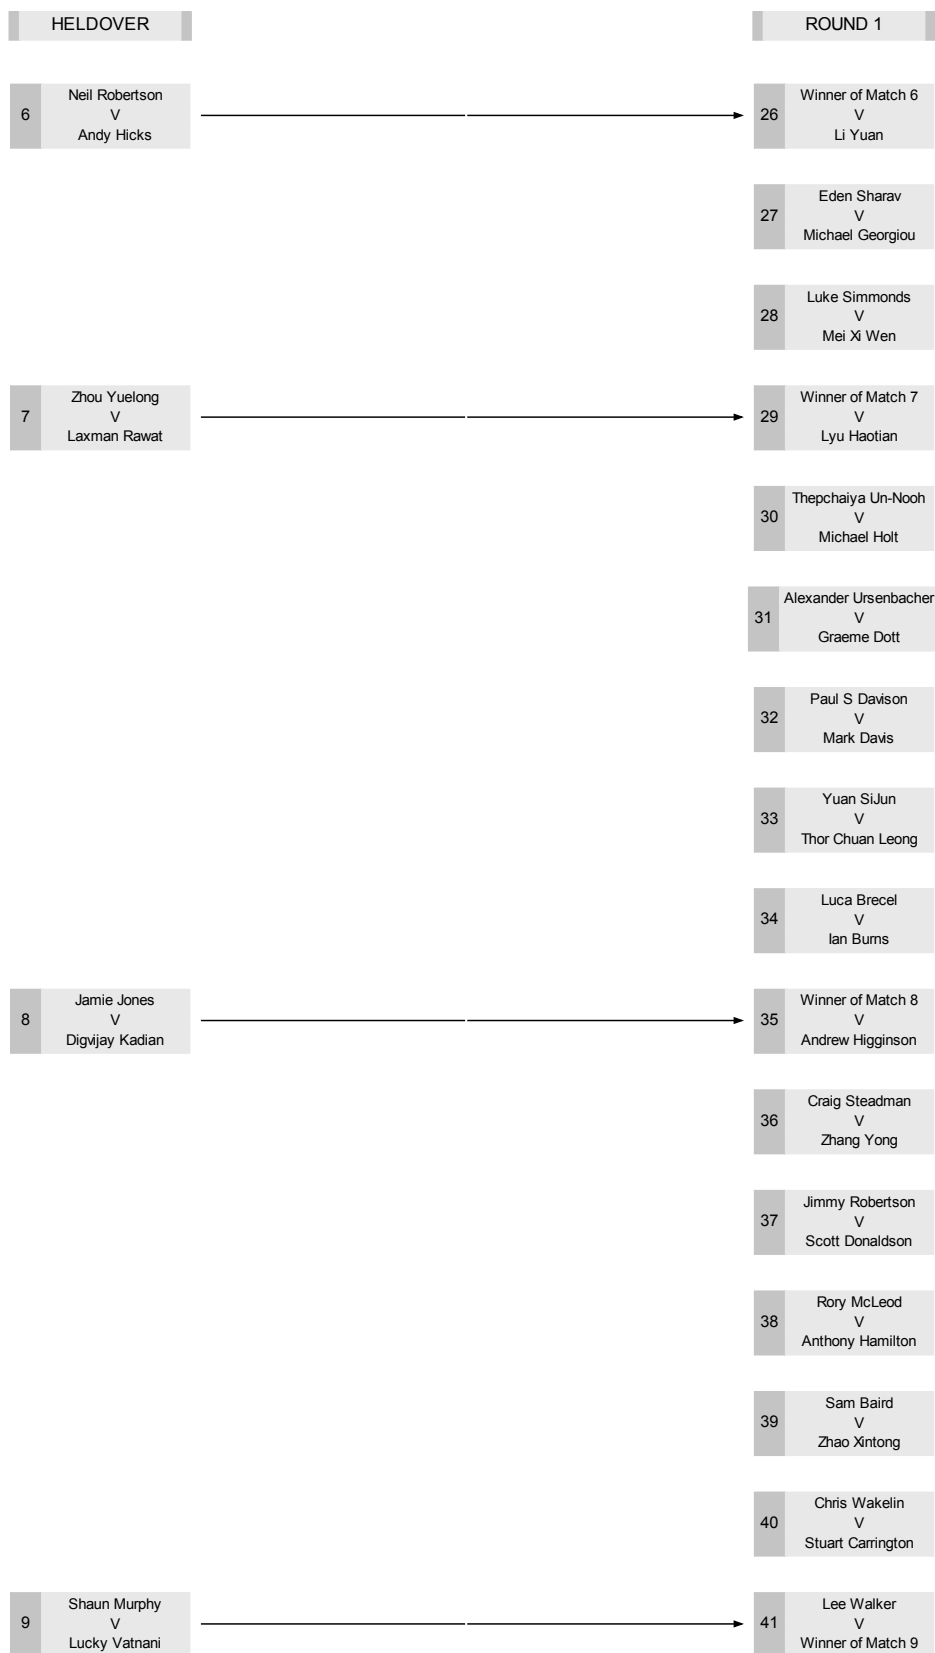 HELDOVER
ROUND 1
6
Neil Robertson
V
Andy Hicks
26
Winner of Match 6
V
Li Yuan
27
Eden Sharav
V
Michael Georgiou
28
Luke Simmonds
V
Mei Xi Wen
7
Zhou Yuelong
V
Laxman Rawat
29
Winner of Match 7
V
Lyu Haotian
30
Thepchaiya Un-Nooh
V
Michael Holt
31
Alexander Ursenbacher
V
Graeme Dott
32
Paul S Davison
V
Mark Davis
33
Yuan SiJun
V
Thor Chuan Leong
34
Luca Brecel
V
Ian Burns
8
Jamie Jones
V
Digvijay Kadian
35
Winner of Match 8
V
Andrew Higginson
36
Craig Steadman
V
Zhang Yong
37
Jimmy Robertson
V
Scott Donaldson
38
Rory McLeod
V
Anthony Hamilton
39
Sam Baird
V
Zhao Xintong
40
Chris Wakelin
V
Stuart Carrington
9
Shaun Murphy
V
Lucky Vatnani
41
Lee Walker
V
Winner of Match 9